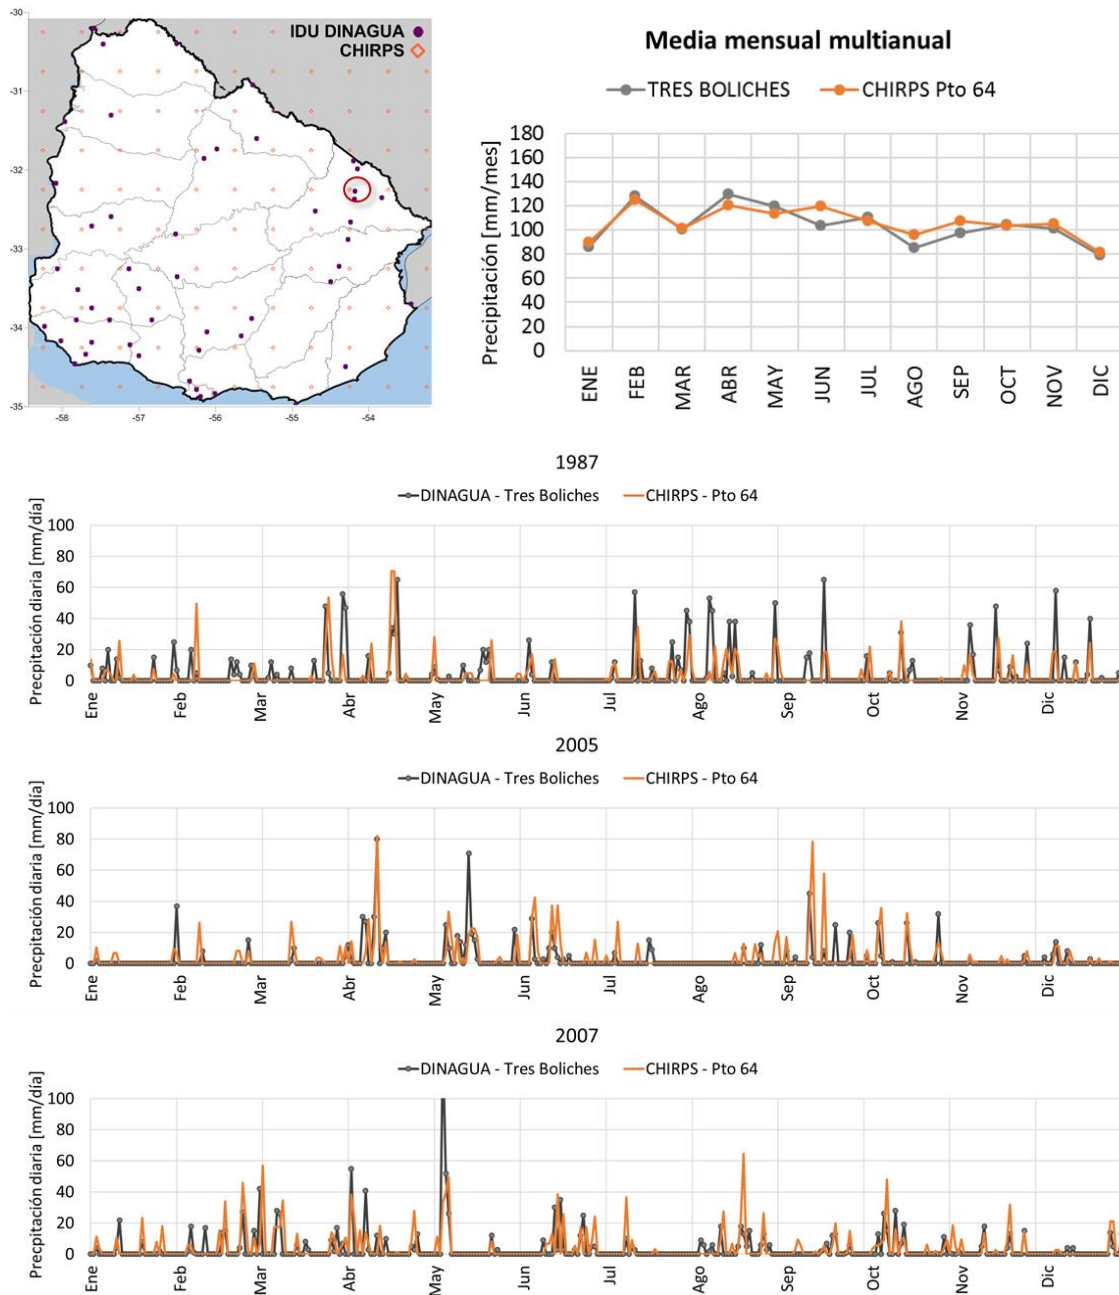 -30
-31
-32
-33
-34
-35
-58
-57
-56
-55
-54
IDU DINAGUA
CHIRPS
Media mensual multianual
TRES BOLICHES
CHIRPS Pto 64
Precipitación [mm/mes]
180
160
140
120
100
80
60
40
20
0
ENE
FEB
MAR
ABR
MAY
JUN
JUL
AGO
SEP
OCT
NOV
DIC
1987
DINAGUA - Tres Boliches
CHIRPS - Pto 64
Precpitación diaria [mm/día]
100
80
60
40
20
0
Ene
Feb
Mar
Abr
May
Jun
Jul
Ago
Sep
Oct
Nov
Dic
2005
DINAGUA - Tres Boliches
CHIRPS - Pto 64
Precpitación diaria [mm/día]
100
80
60
40
20
0
Ene
Feb
Mar
Abr
May
Jun
Jul
Ago
Sep
Oct
Nov
Dic
2007
DINAGUA - Tres Boliches
CHIRPS - Pto 64
Precpitación diaria [mm/día]
100
80
60
40
20
0
Ene
Feb
Mar
Abr
May
Jun
Jul
Ago
Sep
Oct
Nov
Dic